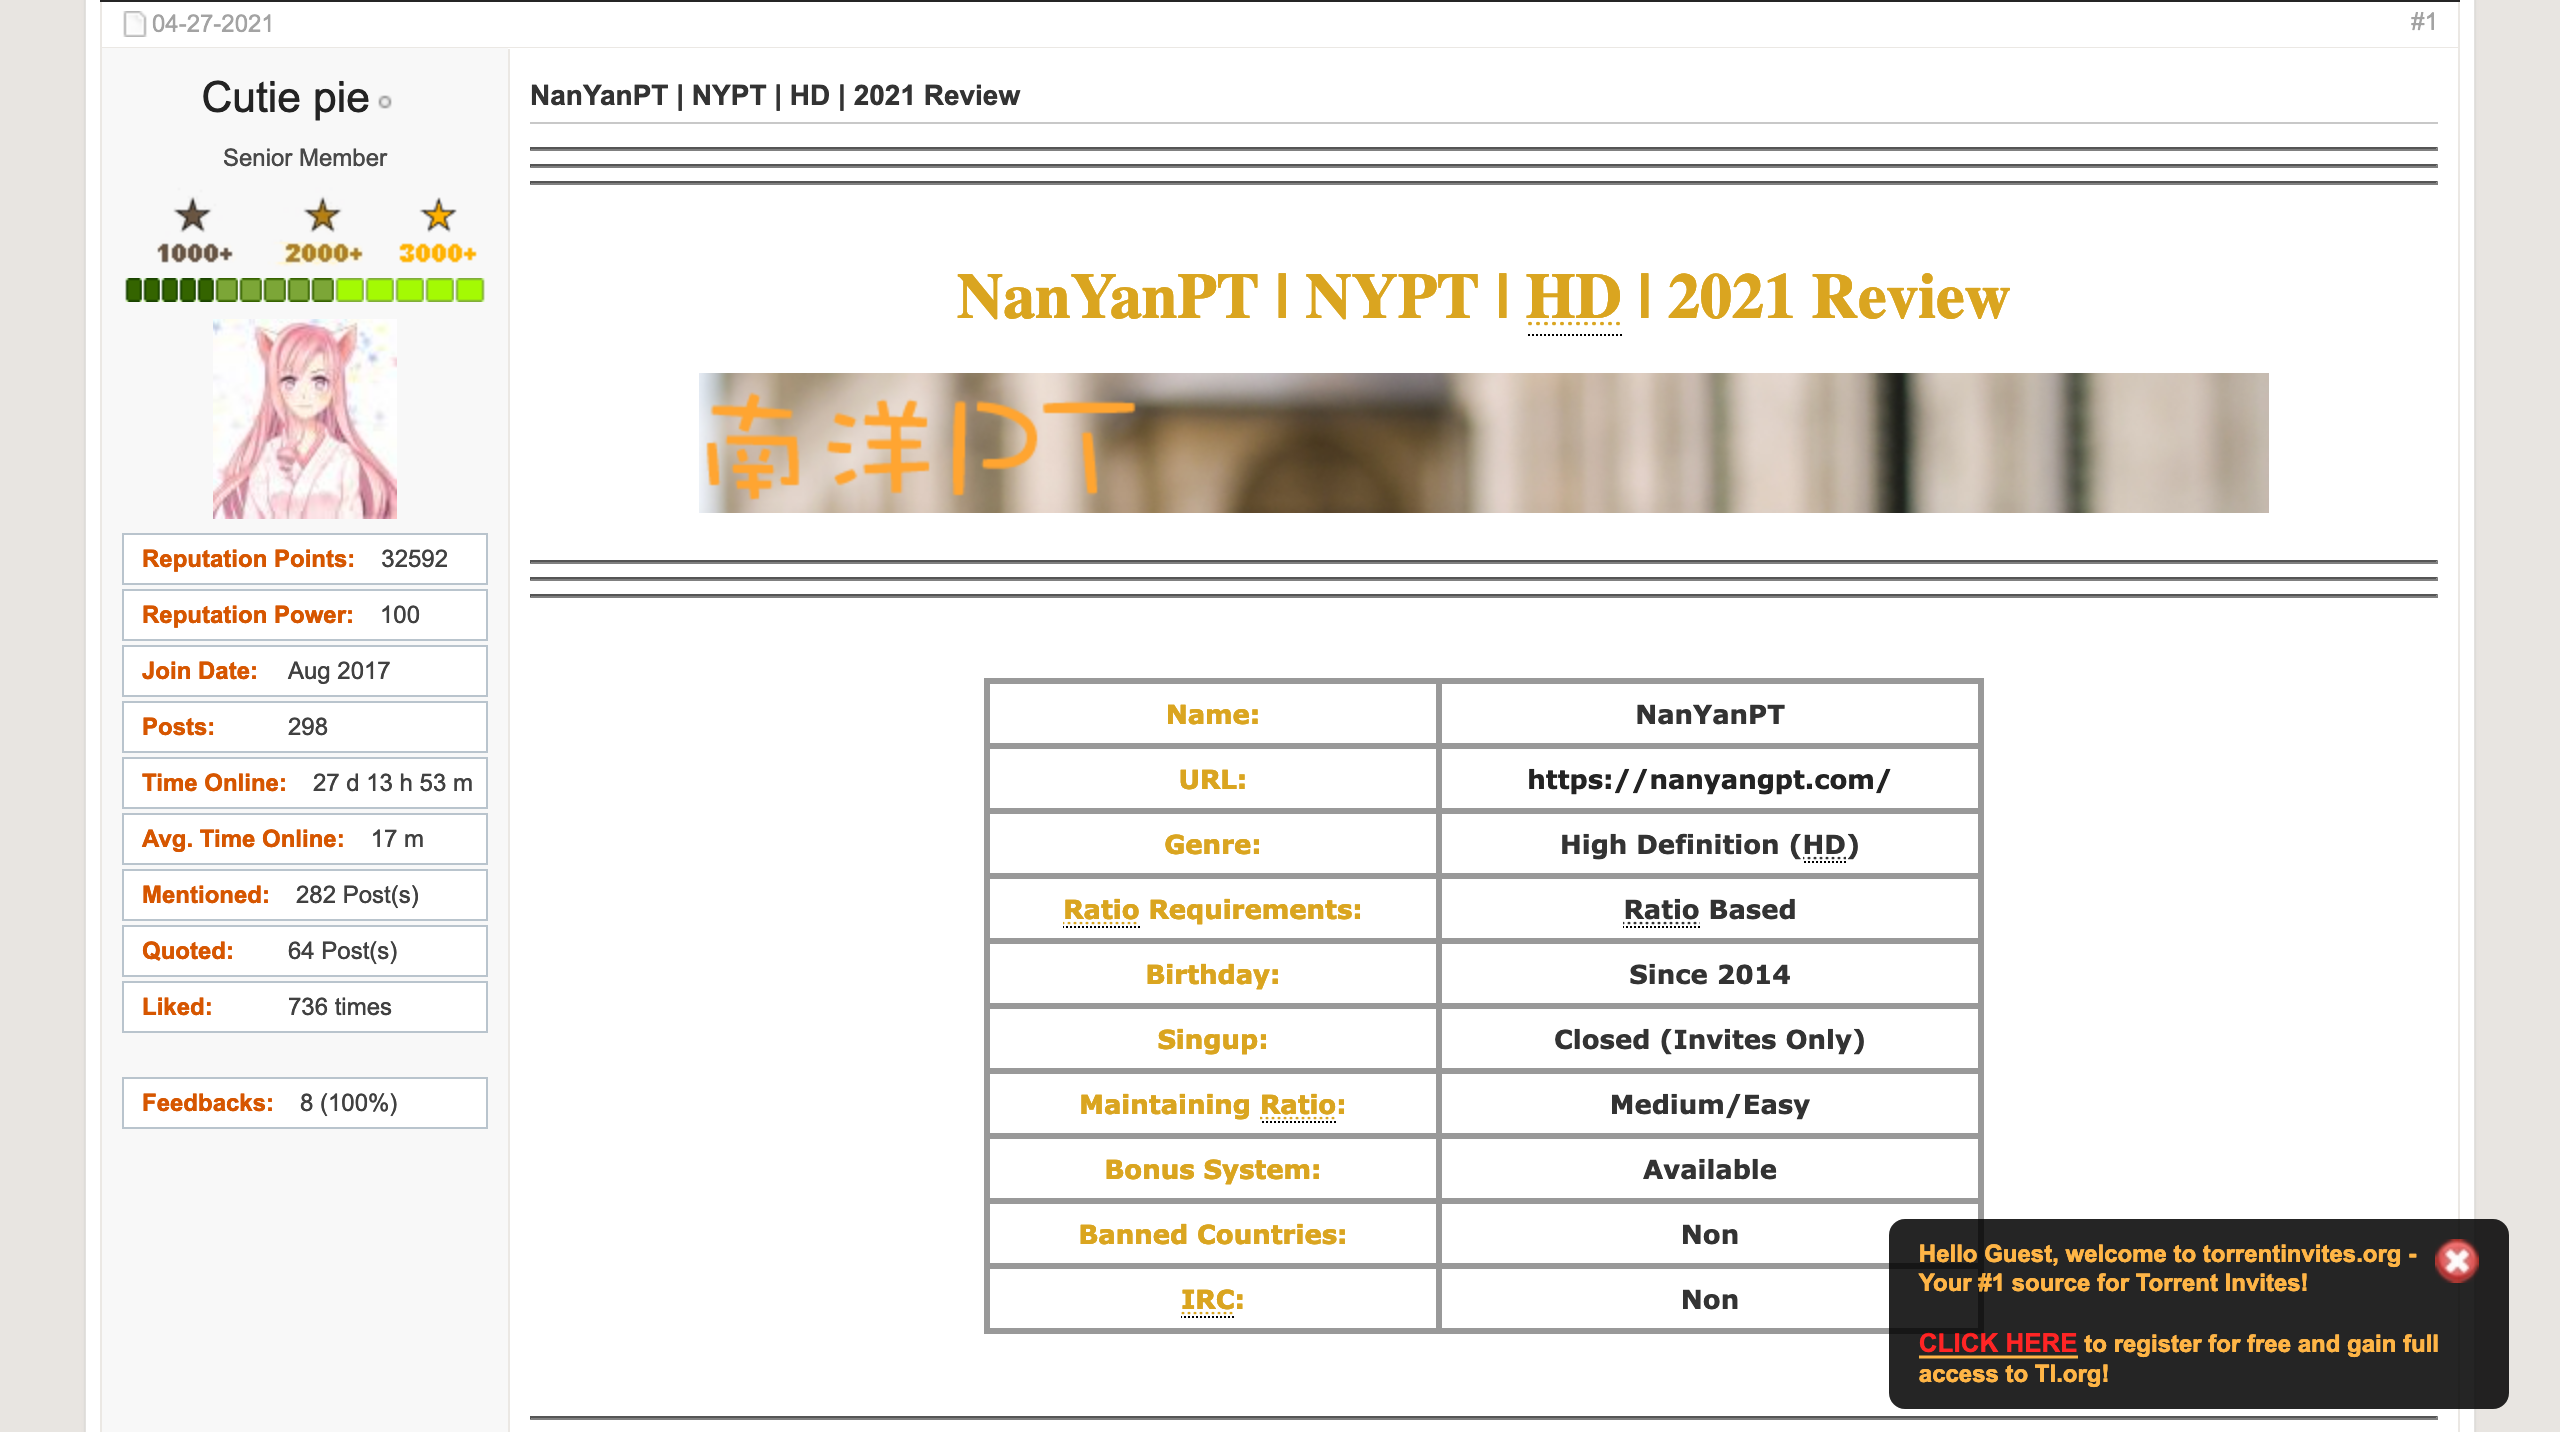 04-27-2021
#1
Cutie pie
Senior Member
1000+ 2000+ 3000+
Reputation Points: 32592
Reputation Power: 100
Join Date: Aug 2017
Posts: 298
Time Online: 27 d 13 h 53 m
Avg. Time Online: 17 m
Mentioned: 282 Post(s)
Quoted: 64 Post(s)
Liked: 736 times
Feedbacks: 8 (100%)
NanYanPT | NYPT | HD | 2021 Review
NanYanPT | NYPT | HD | 2021 Review
南洋PT
Name: NanYanPT
URL: https://nanyangpt.com/
Genre: High Definition (HD)
Ratio Requirements: Ratio Based
Birthday: Since 2014
Singup: Closed (Invites Only)
Maintaining Ratio: Medium/Easy
Bonus System: Available
Banned Countries: Non
IRC: Non
Hello Guest, welcome to torrentinvites.org -
Your #1 source for Torrent Invites!
CLICK HERE to register for free and gain full
access to TI.org!